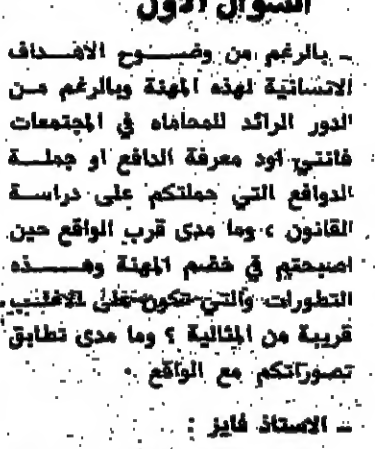 السؤال الاول
ـ بالرغم من وضوح الاهداف
الانسانية لهذه المهنة وبالرغم من
الدور الرائد للمحاماه في المجتمعات
فانني اود معرفة الدافع او جملة
الدوافع التي حملتكم على دراسة
القانون ، وما مدى قرب الواقع حين
اصبحتم في خضم المهنة وهذه
التطورات والتي تكون على الاغلب
قريبة من المثالية ؟ وما مدى تطابق
تصوراتكم مع الواقع .
ـ الاستاذ فايز :